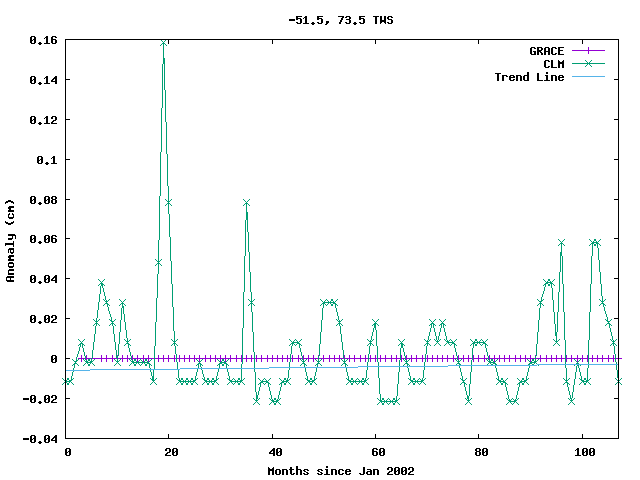 -51.5, 73.5 TWS
GRACE
CLM
Trend Line
0.16
0.14
0.12
0.1
0.08
0.06
0.04
0.02
0
-0.02
-0.04
Anomaly (cm)
0 20 40 60 80 100
Months since Jan 2002